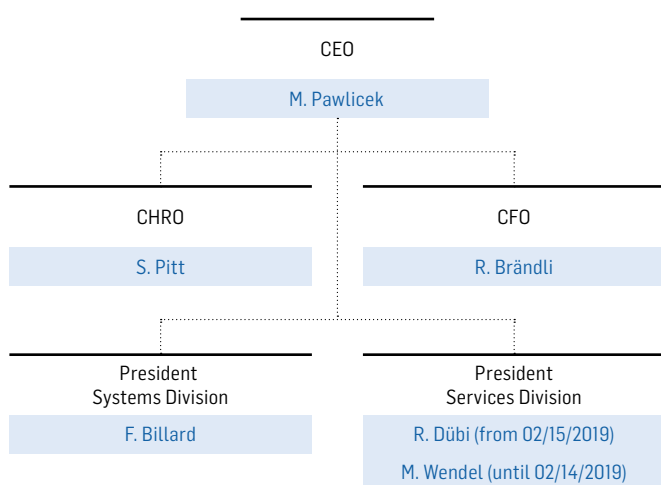 CEO
M. Pawlicek
CHRO
S. Pitt
CFO
R. Brändli
President
Systems Division
F. Billard
President
Services Division
R. Dübi (from 02/15/2019)
M. Wendel (until 02/14/2019)